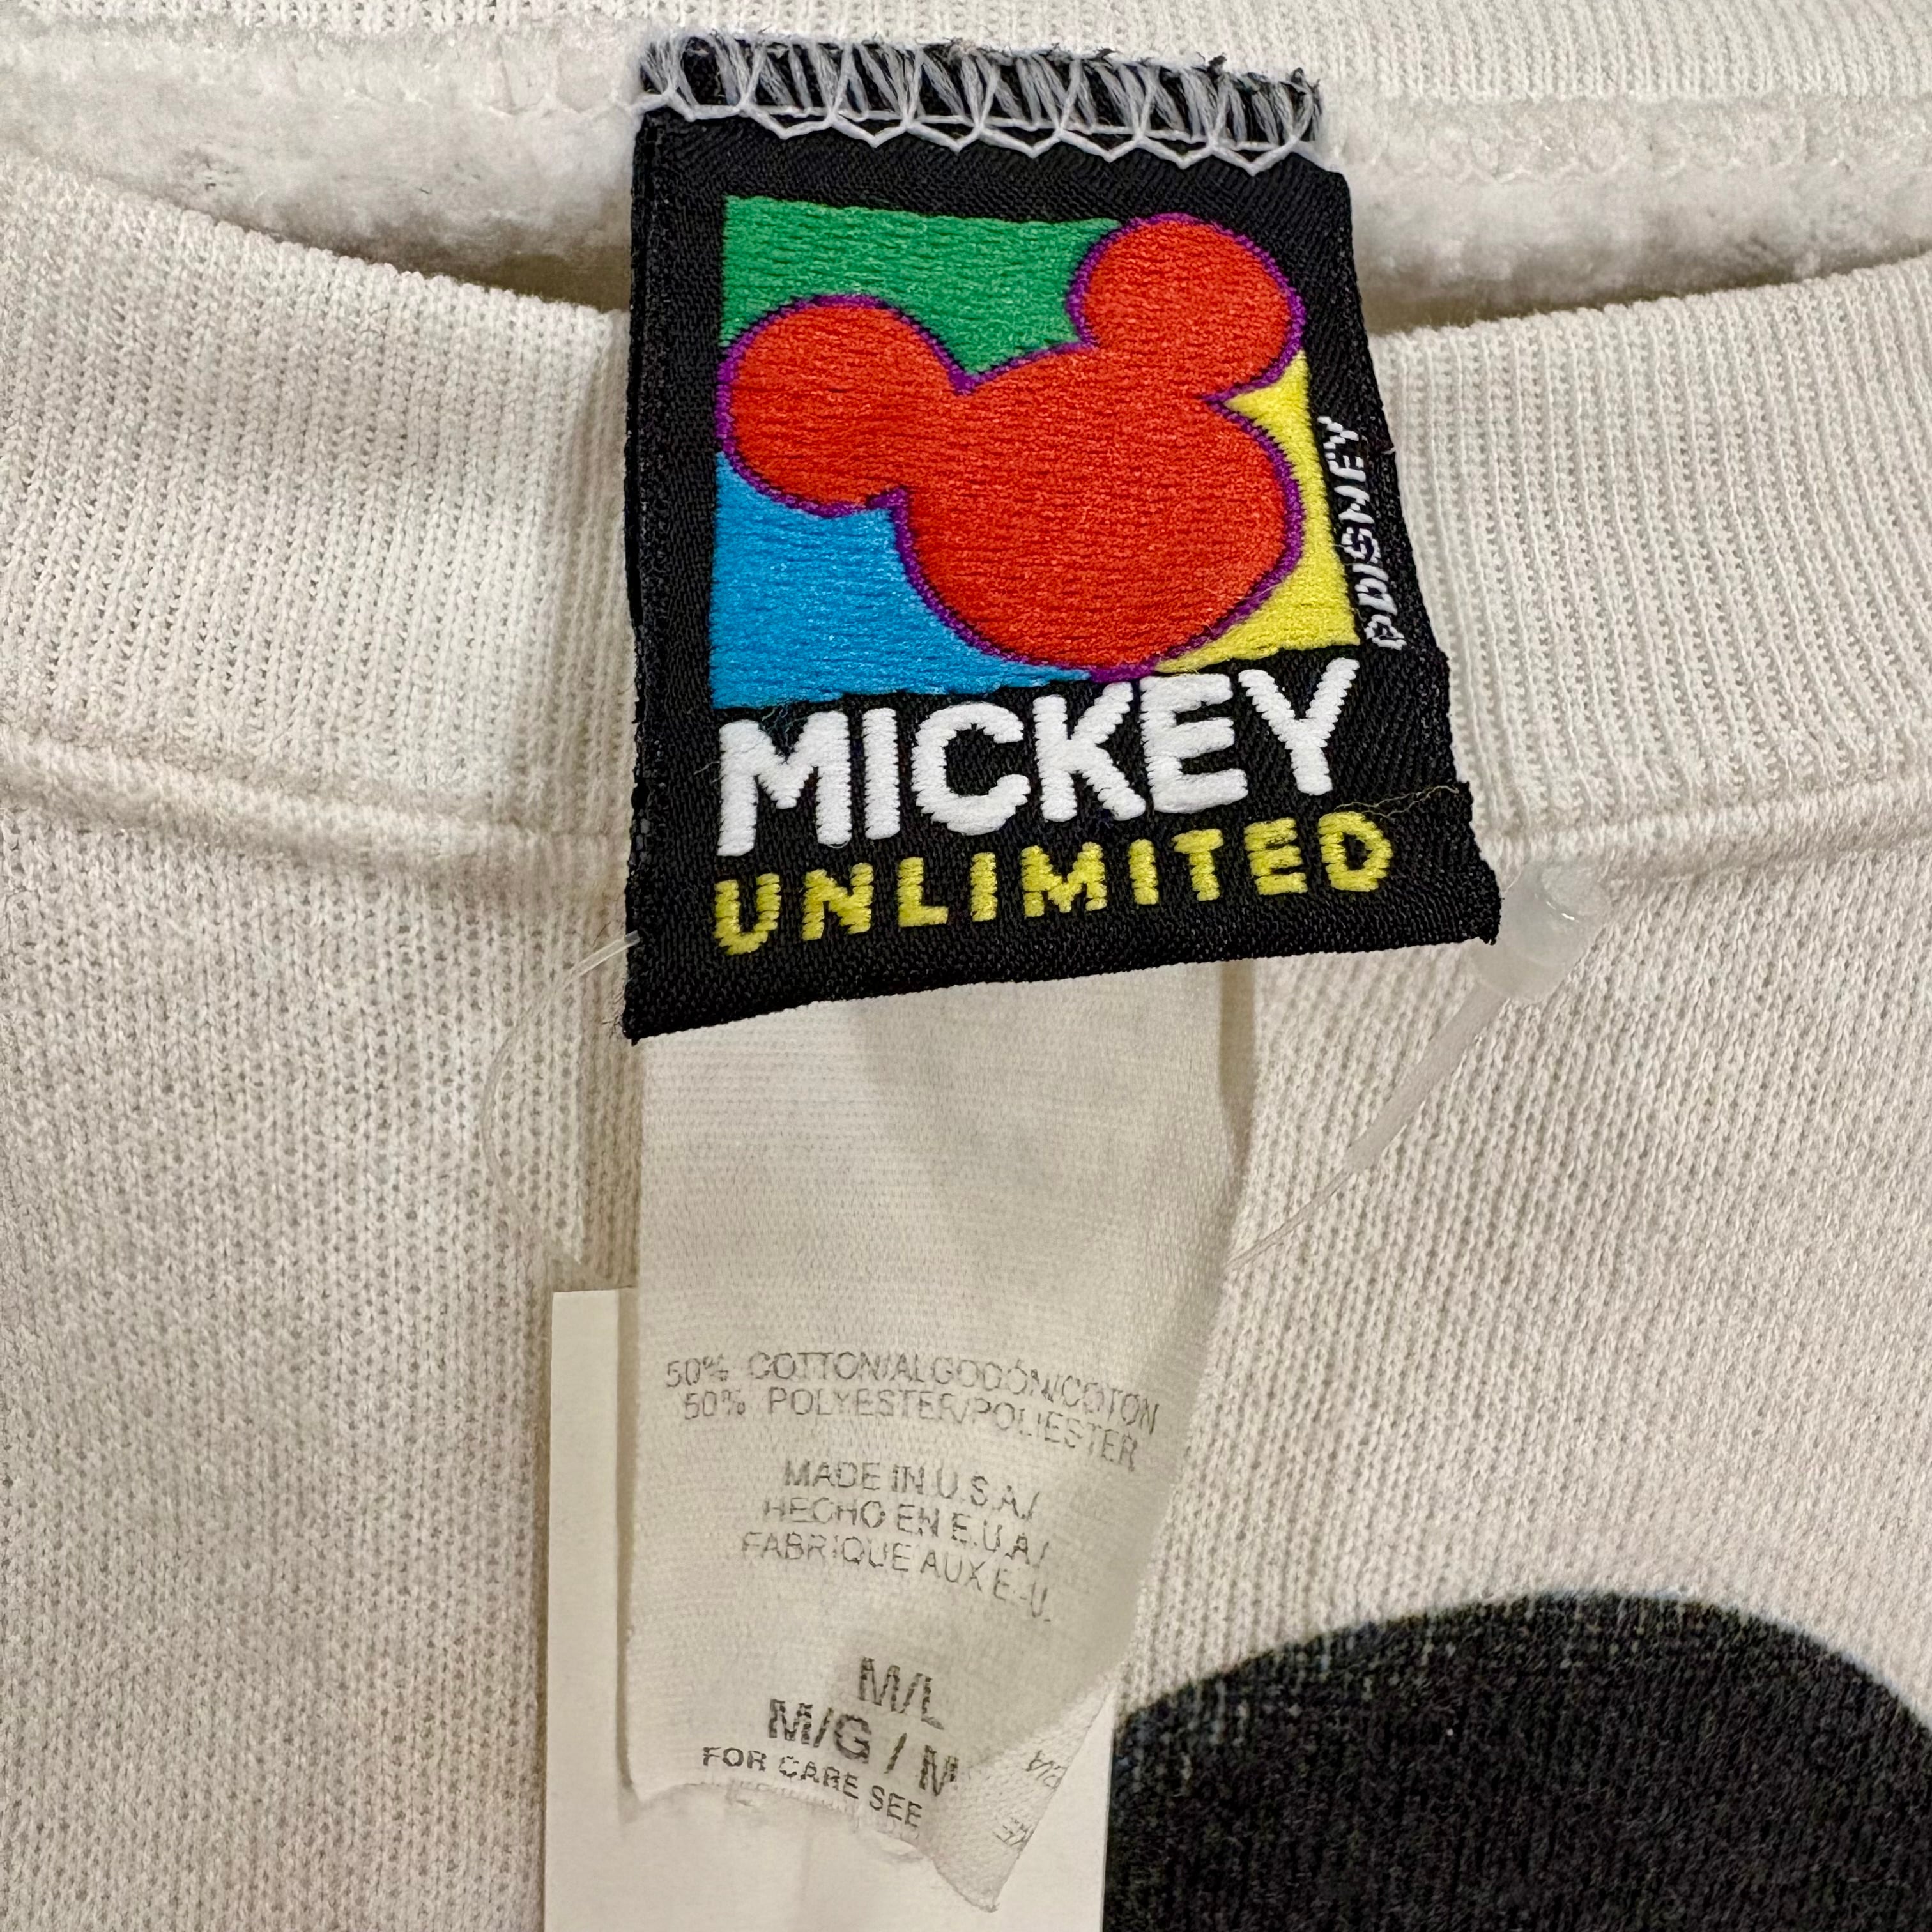 ©DISNEY
MICKEY
UNLIMITED
50% COTTON/ALGODÓN/COTON
50% POLYESTER/POLIESTER
MADE IN U.S.A./
HECHO EN E.U.A./
FABRIQUE AUX E.-U.
M/L
M/G / M
FOR CARE SEE